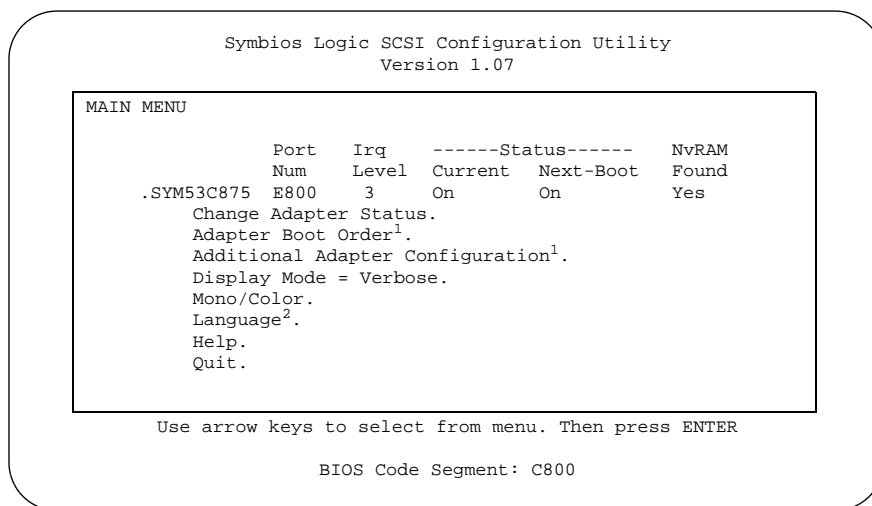 Symbios Logic SCSI Configuration Utility
Version 1.07
MAIN MENU
Port Irq ------Status------ NvRAM
Num Level Current Next-Boot Found
.SYM53C875 E800 3 On On Yes
Change Adapter Status.
Adapter Boot Order1.
Additional Adapter Configuration1.
Display Mode = Verbose.
Mono/Color.
Language2.
Help.
Quit.
Use arrow keys to select from menu. Then press ENTER
BIOS Code Segment: C800